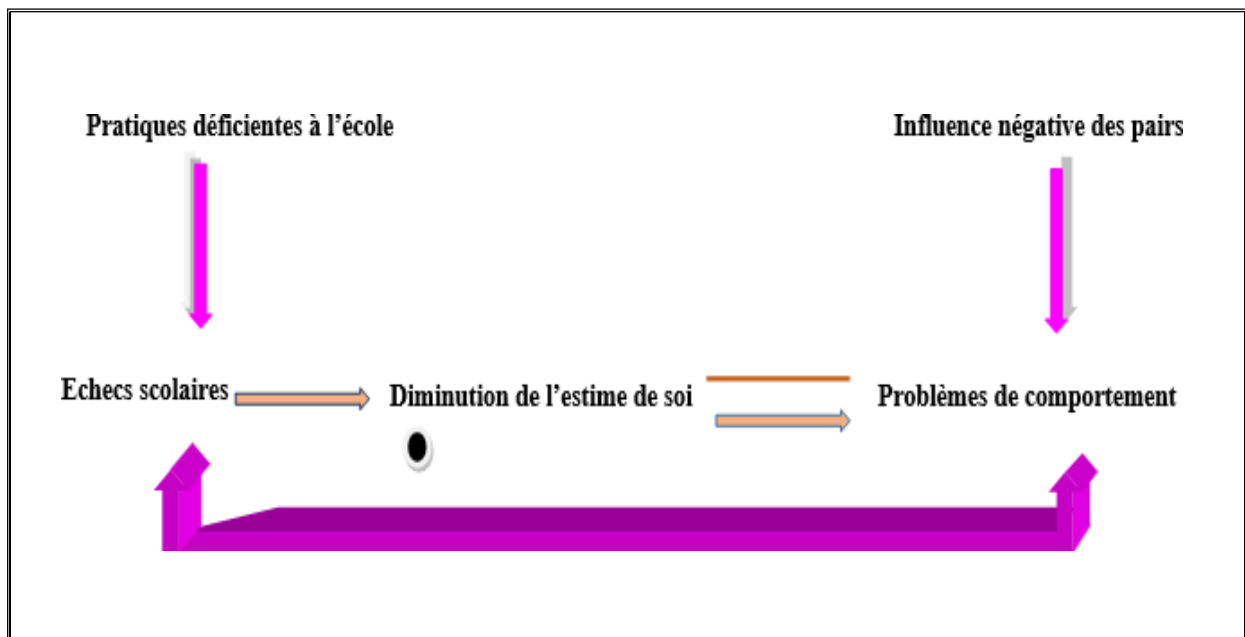 Pratiques déficientes à l'école
Influence négative des pairs
Echecs scolaires
Diminution de l'estime de soi
Problèmes de comportement